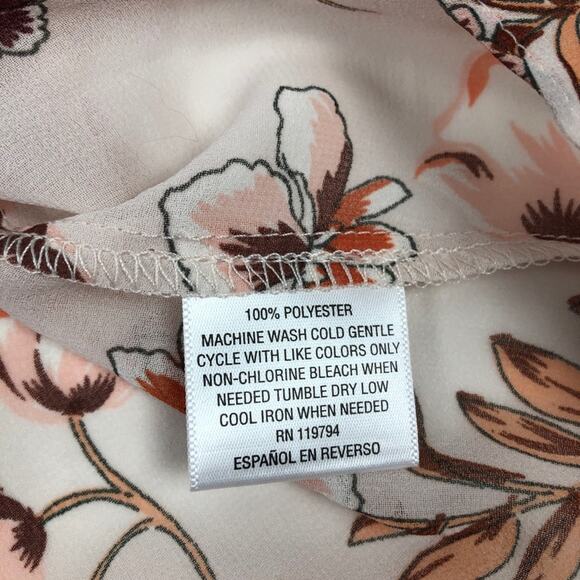 100% POLYESTER
MACHINE WASH COLD GENTLE
CYCLE WITH LIKE COLORS ONLY
NON-CHLORINE BLEACH WHEN
NEEDED TUMBLE DRY LOW
COOL IRON WHEN NEEDED
RN 119794
ESPAÑOL EN REVERSO